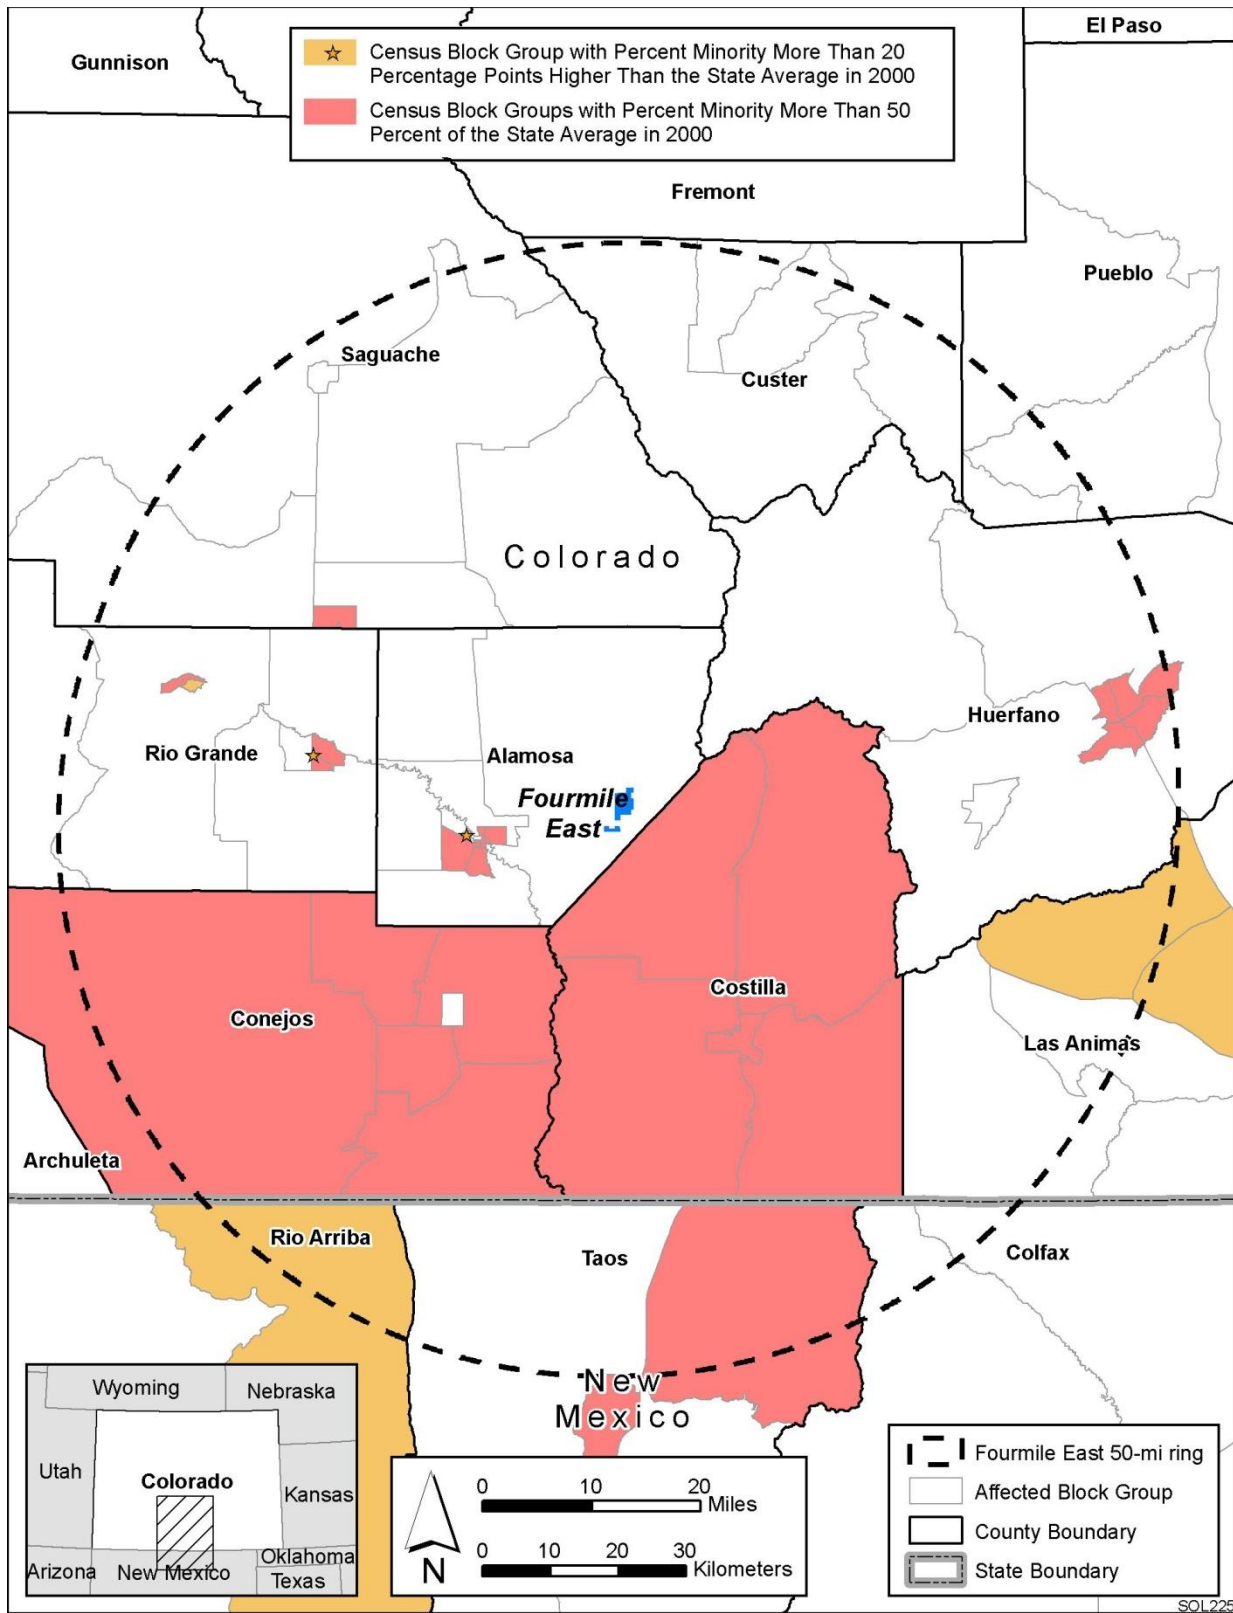 El Paso
Gunnison
Census Block Group with Percent Minority More Than 20
Percentage Points Higher Than the State Average in 2000
Census Block Groups with Percent Minority More Than 50
Percent of the State Average in 2000
Fremont
Pueblo
Saguache
Custer
Colorado
Huerfano
Rio Grande
Alamosa
Fourmile
East
Costilla
Conejos
Las Animas
Archuleta
Rio Arriba
Taos
Colfax
New
Mexico
Wyoming
Nebraska
Utah
Colorado
Kansas
Arizona
New Mexico
Oklahoma
Texas
N
0 10 20
Miles
0 10 20 30
Kilometers
Fourmile East 50-mi ring
Affected Block Group
County Boundary
State Boundary
SOL225